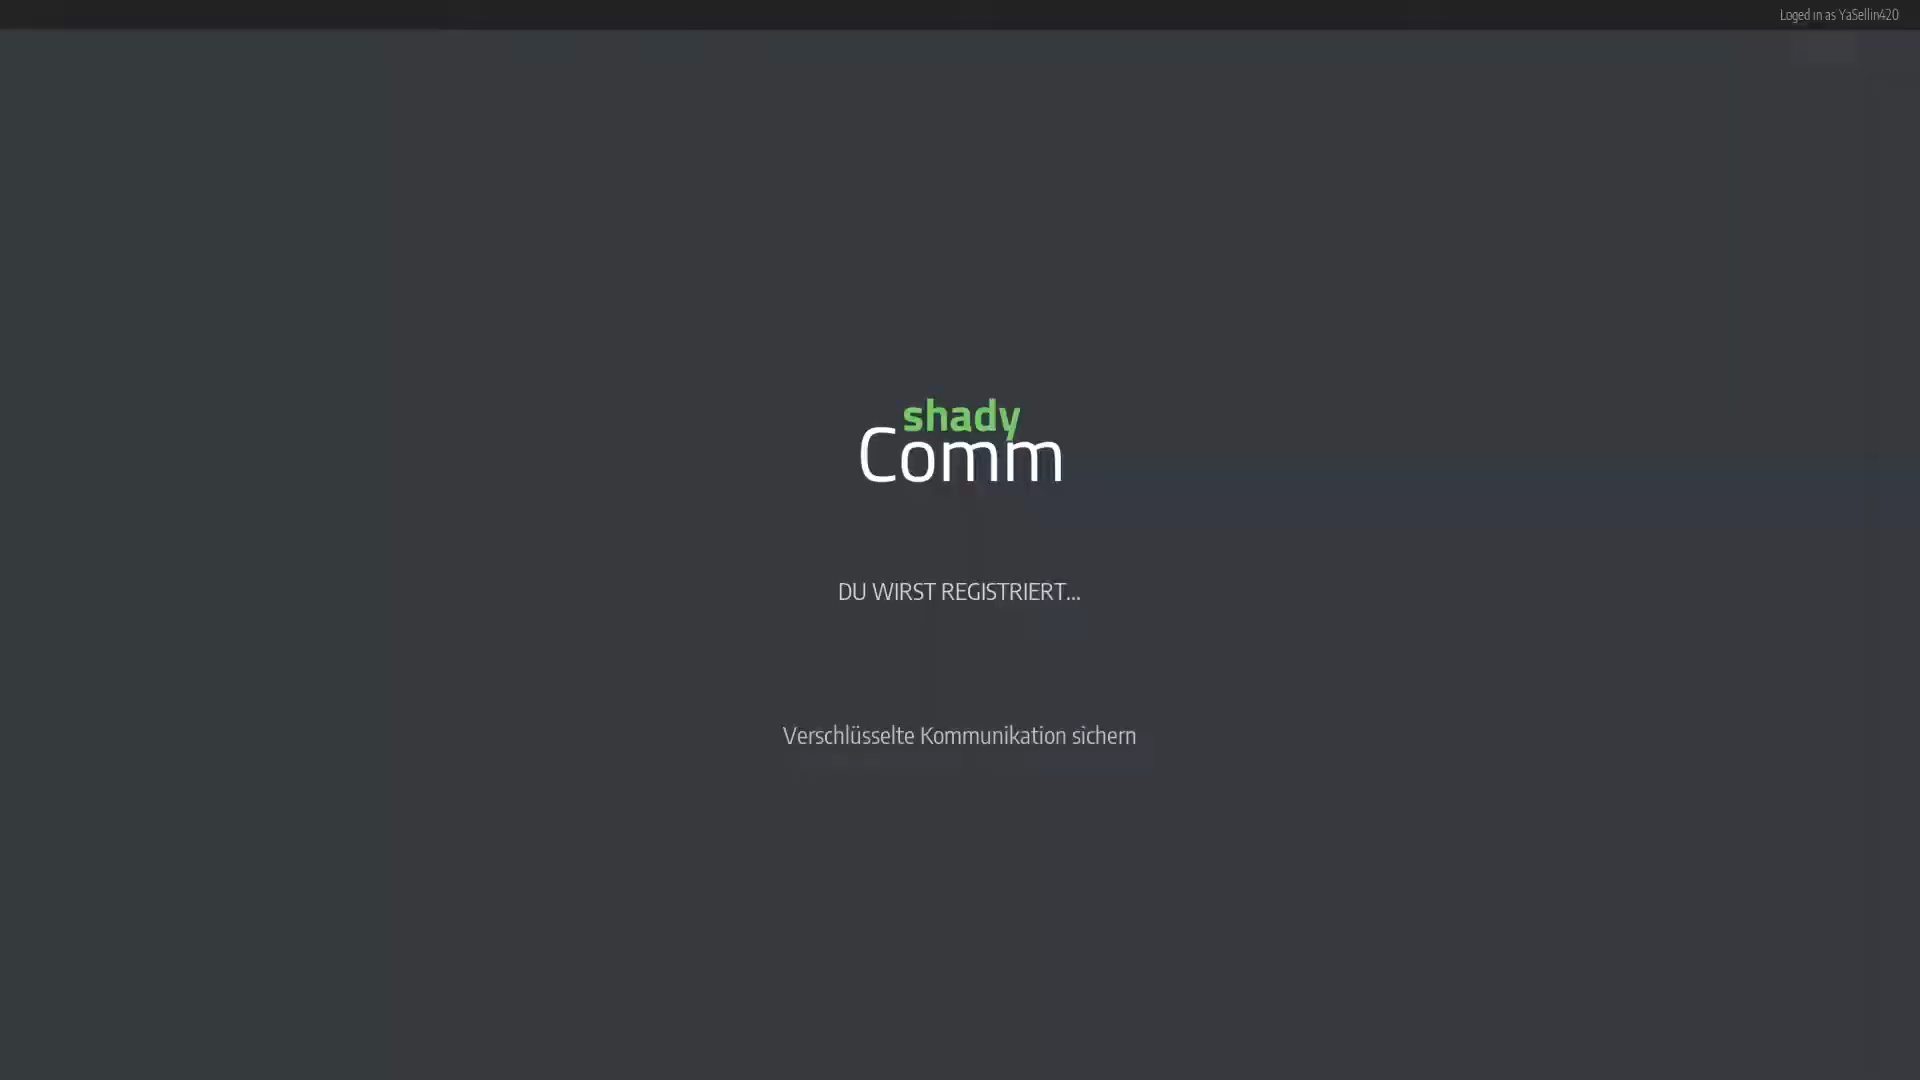 Loged in as YaSellin420
shady
Comm
DU WIRST REGISTRIERT...
Verschlüsselte Kommunikation sichern